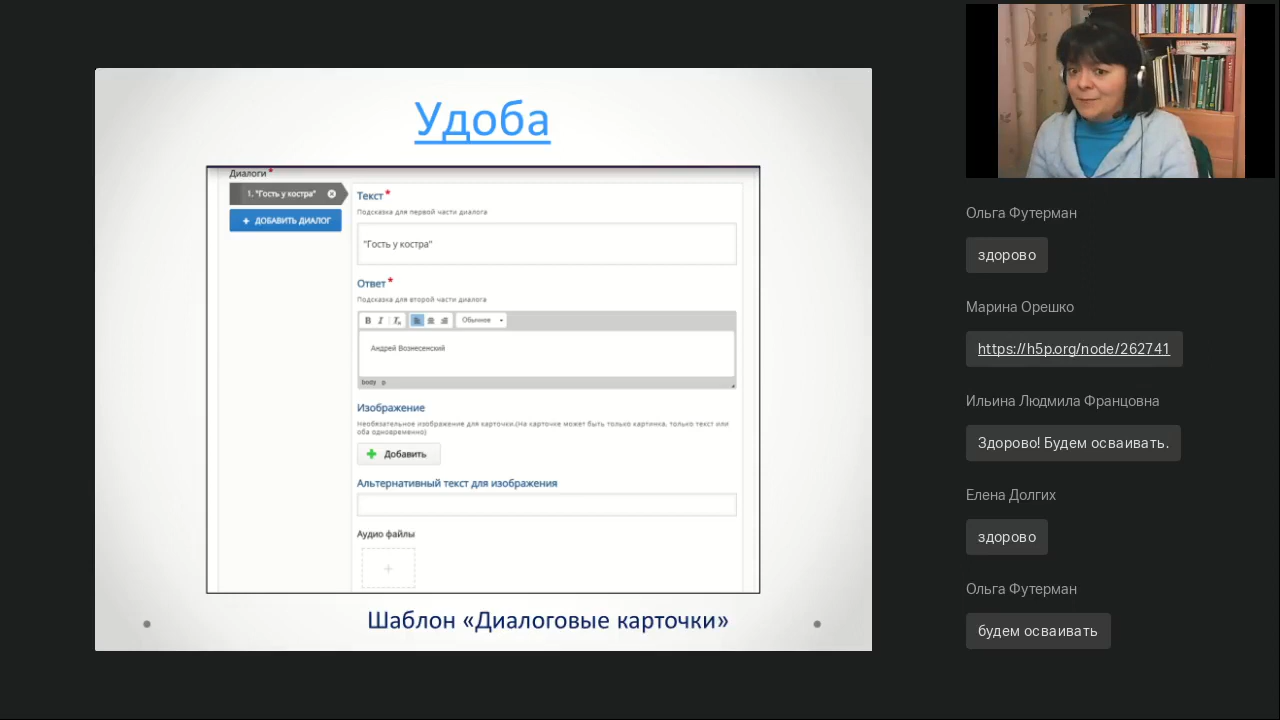 Удоба
Диалоги *
1. "Гость у костра"
+ ДОБАВИТЬ ДИАЛОГ
Текст *
Подсказка для первой части диалога
"Гость у костра"
Ответ *
Подсказка для второй части диалога
B I Tx Обычное
Андрей Вознесенский
body p
Изображение
Необязательное изображение для карточки.(На карточке может быть только картинка, только текст или
оба одновременно)
Добавить
Альтернативный текст для изображения
Аудио файлы
+
Шаблон «Диалоговые карточки»
Ольга Футерман
здорово
Марина Орешко
https://h5p.org/node/262741
Ильина Людмила Францовна
Здорово! Будем осваивать.
Елена Долгих
здорово
Ольга Футерман
будем осваивать